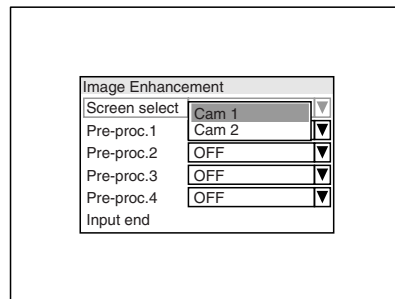 Image Enhancement
Screen select
Cam 1
Pre-proc.1 Cam 2
Pre-proc.2 OFF
Pre-proc.3 OFF
Pre-proc.4 OFF
Input end